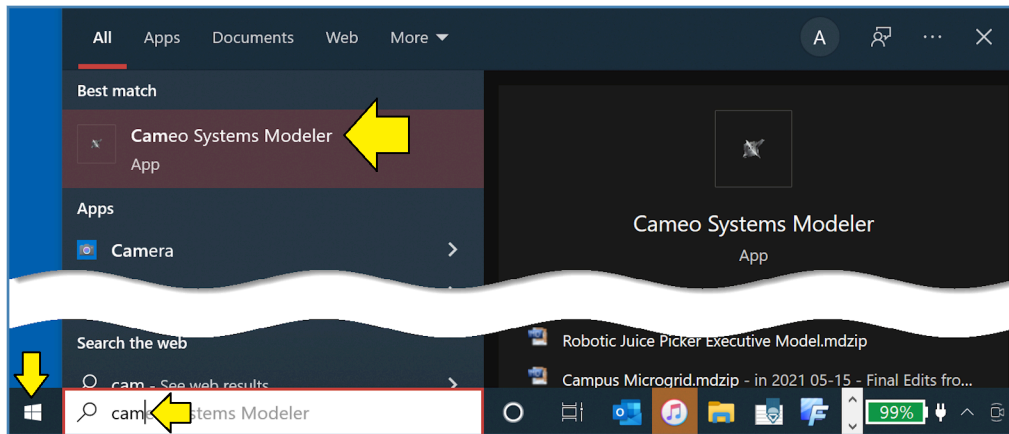 All Apps Documents Web More A ...
Best match
Cameo Systems Modeler
App
Apps
Camera
Search the web
cam - See web results
Cameo Systems Modeler
App
Robotic Juice Picker Executive Model.mdzip
Campus Microgrid.mdzip - in 2021 05-15 - Final Edits fro...
cam stems Modeler
99%